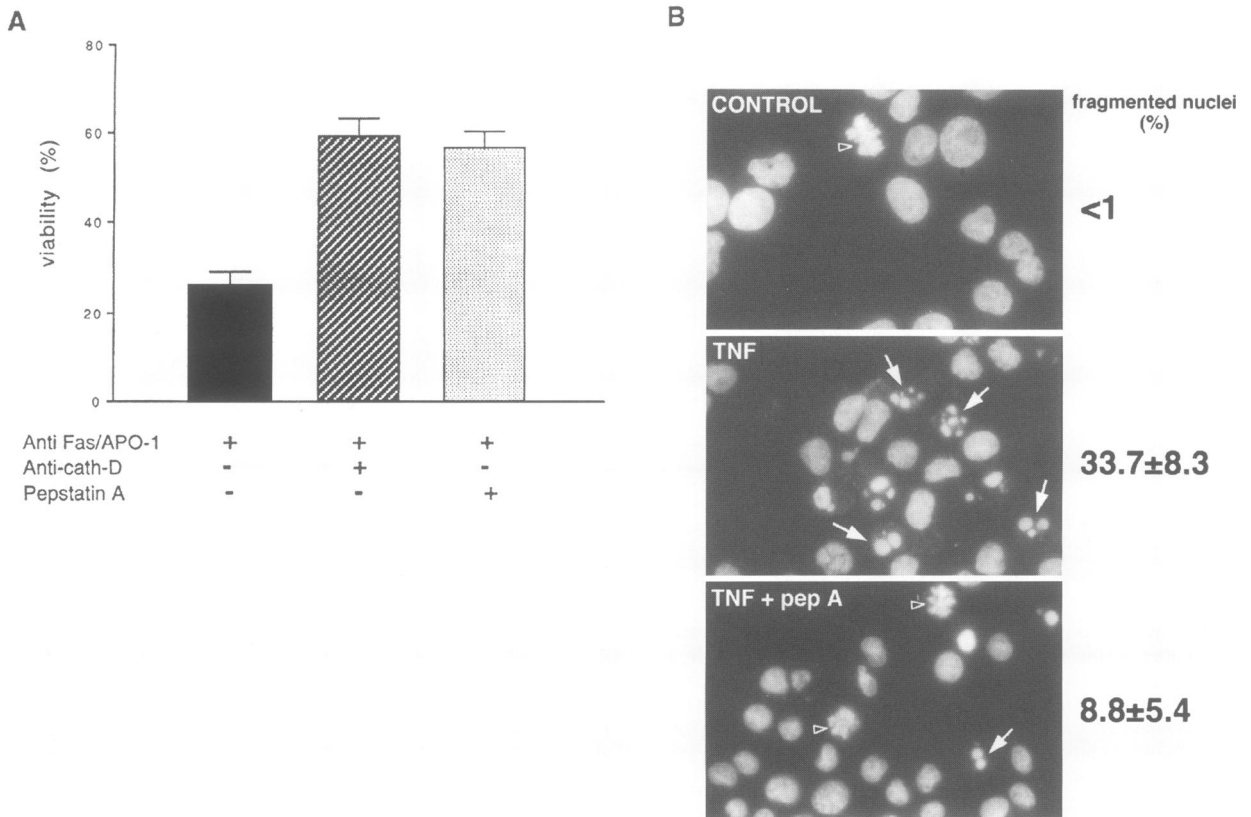 A
80
60
40
20
0
viability (%)
Anti Fas/APO-1 + + +
Anti-cath-D - + -
Pepstatin A - - +
B
fragmented nuclei
(%)
CONTROL
<1
TNF
33.7±8.3
TNF + pep A
8.8±5.4